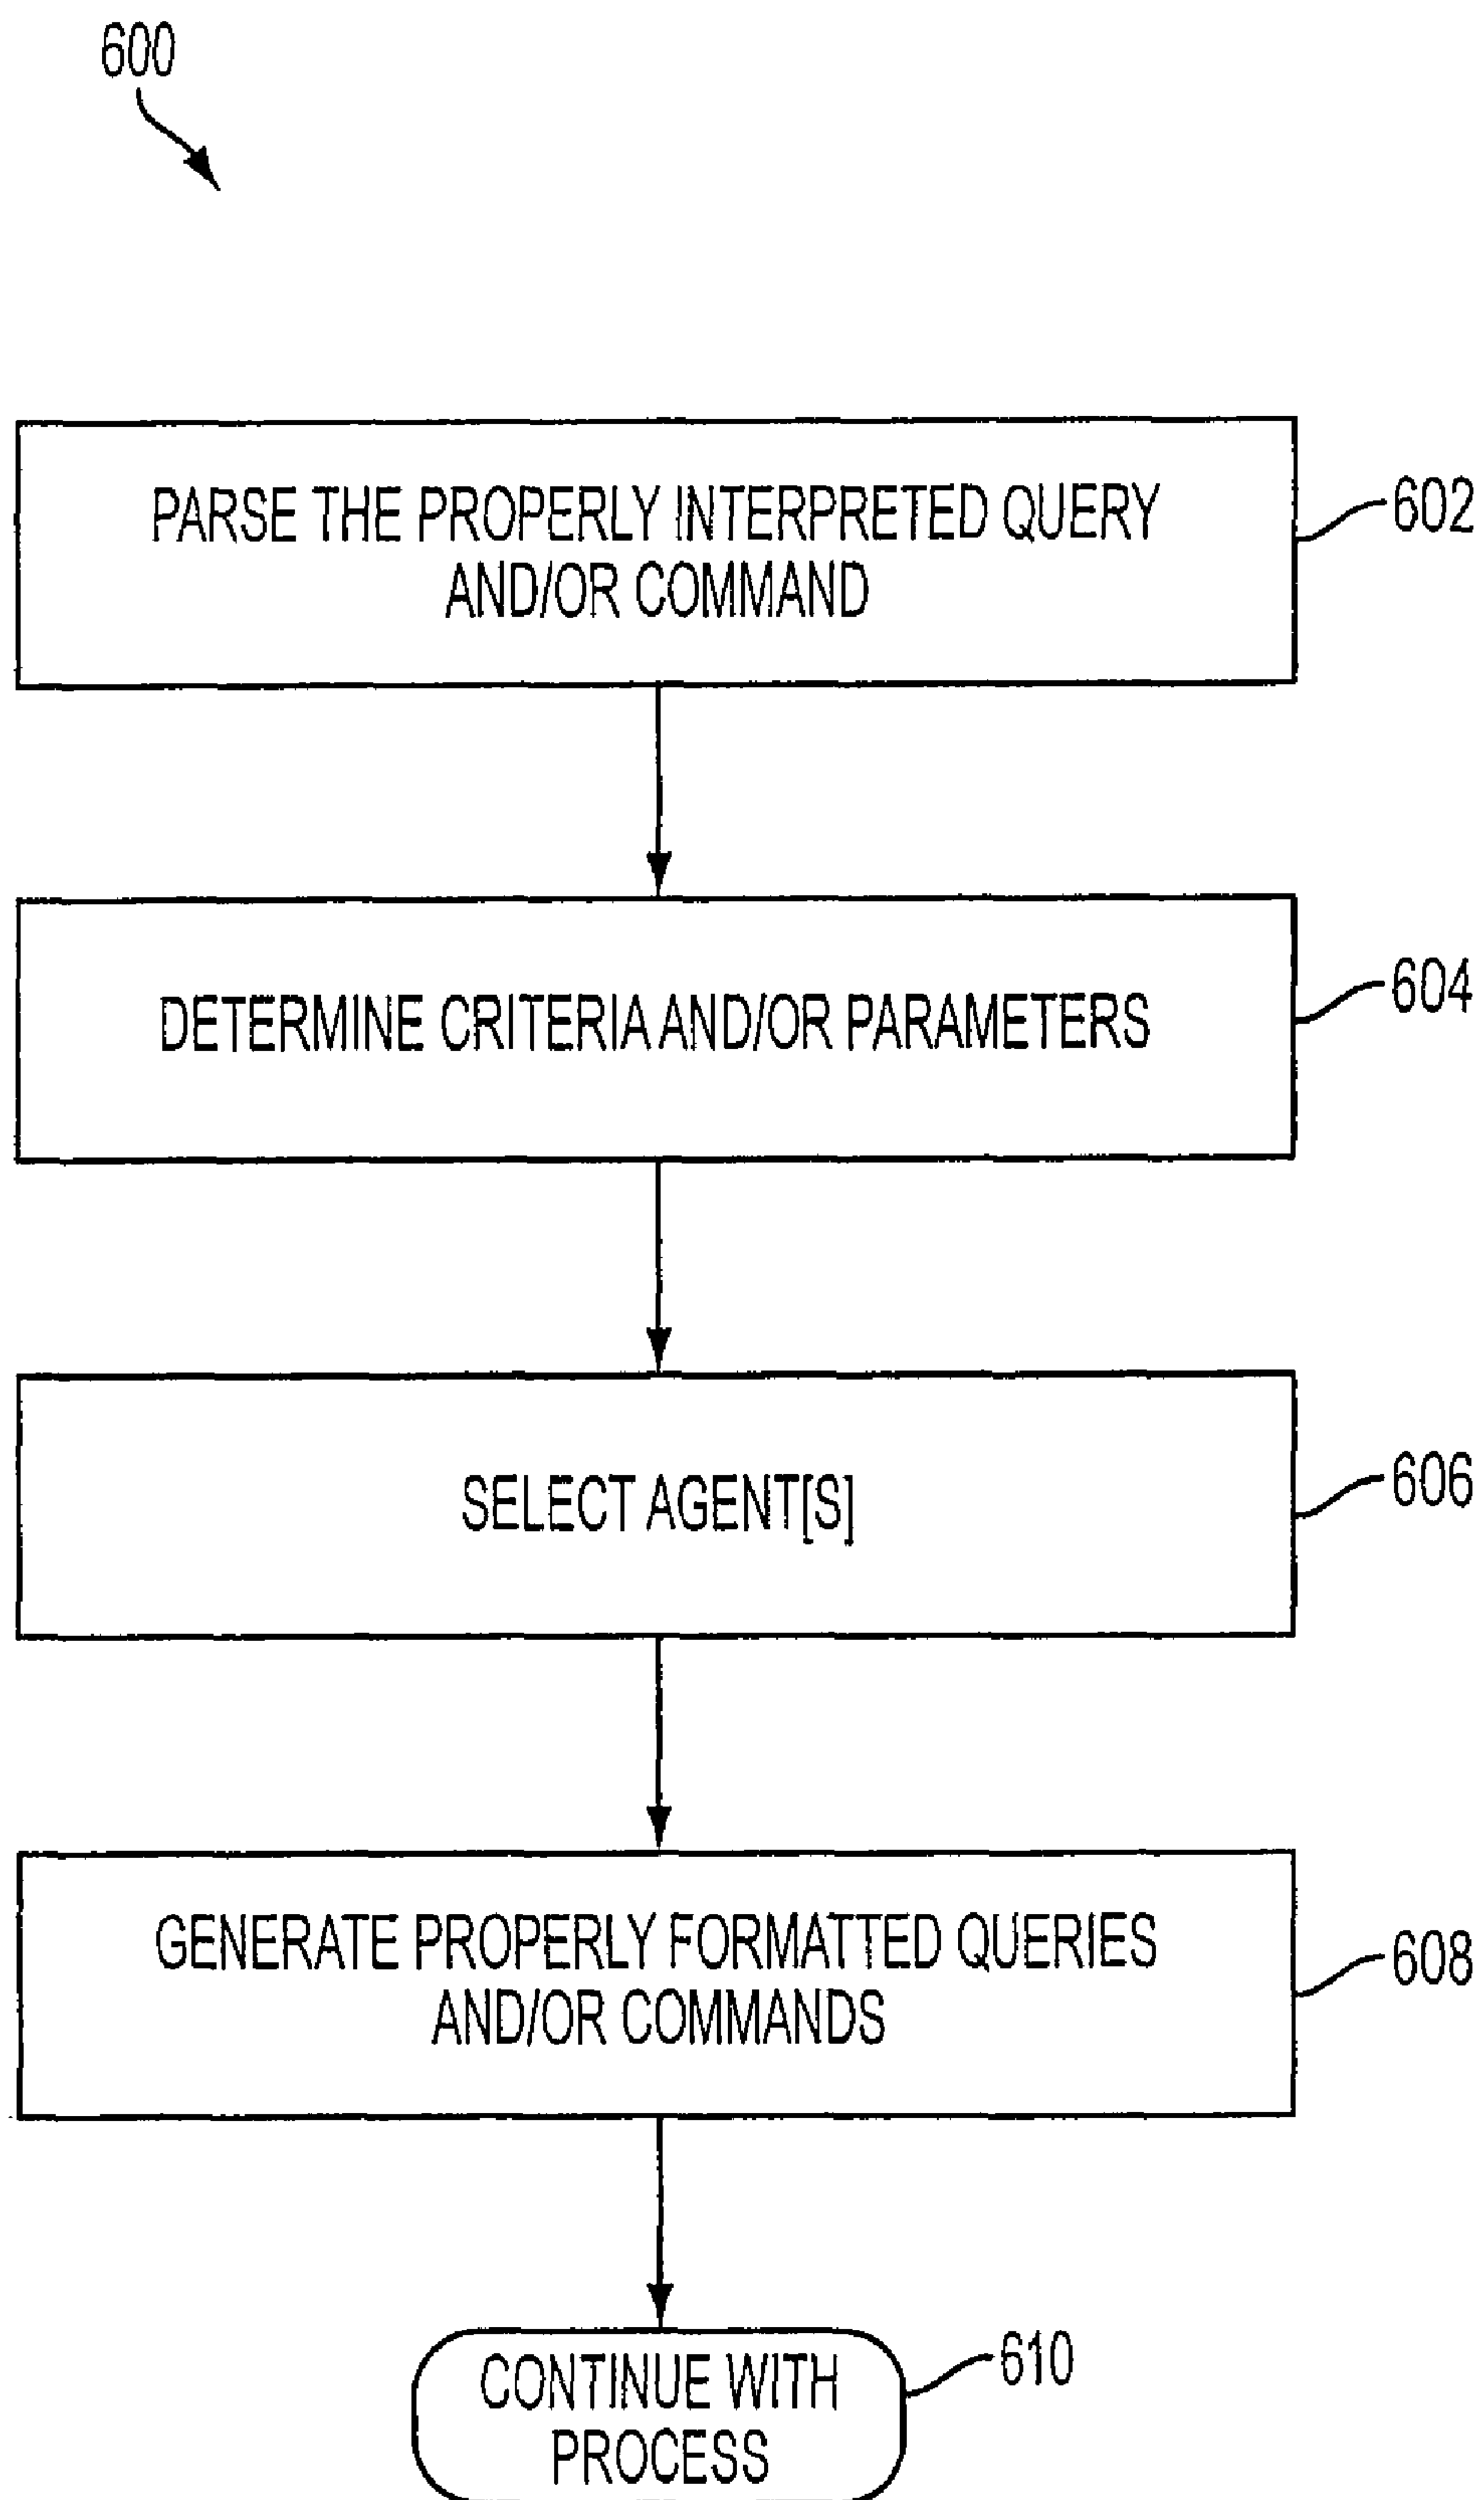 600
PARSE THE PROPERLY INTERPRETED QUERY
AND/OR COMMAND
602
DETERMINE CRITERIA AND/OR PARAMETERS
604
SELECT AGENT[S]
606
GENERATE PROPERLY FORMATTED QUERIES
AND/OR COMMANDS
608
CONTINUE WITH
PROCESS
610